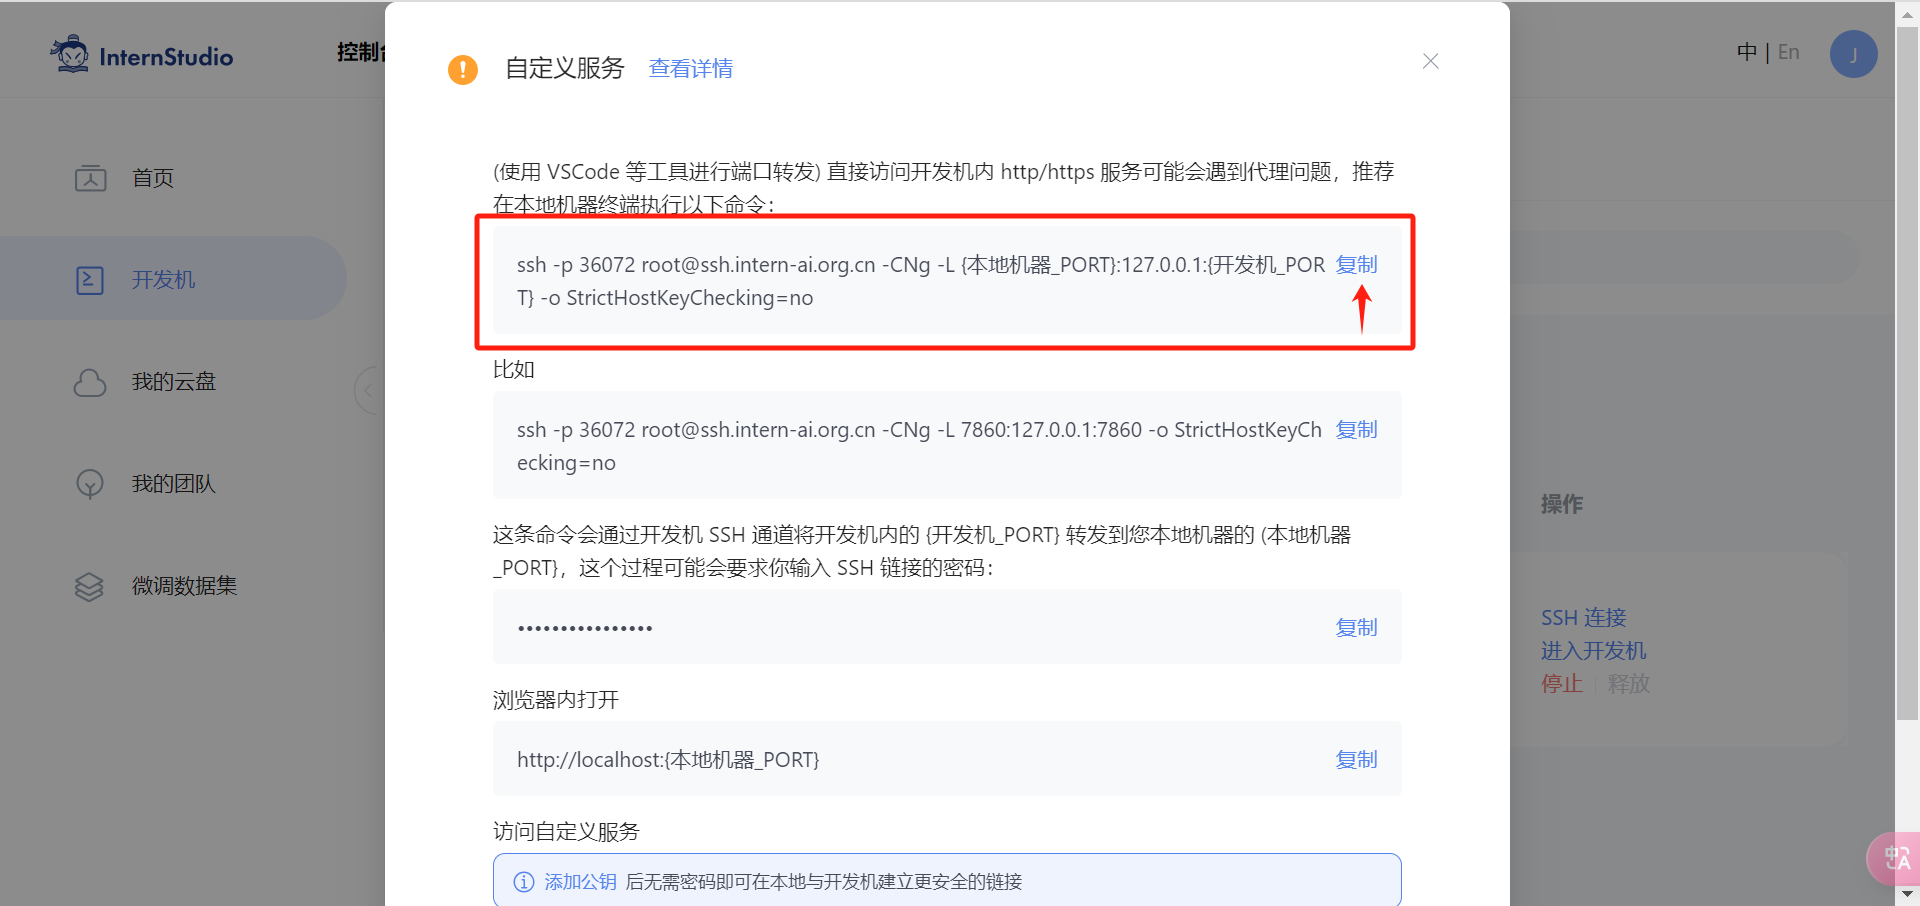 InternStudio
控制台
中 | En
J
首页
开发机
我的云盘
我的团队
微调数据集
自定义服务 查看详情
(使用 VSCode 等工具进行端口转发) 直接访问开发机内 http/https 服务可能会遇到代理问题，推荐
在本地机器终端执行以下命令：
ssh -p 36072 root@ssh.intern-ai.org.cn -CNg -L {本地机器_PORT}:127.0.0.1:{开发机_POR 复制
T} -o StrictHostKeyChecking=no
比如
ssh -p 36072 root@ssh.intern-ai.org.cn -CNg -L 7860:127.0.0.1:7860 -o StrictHostKeyCh 复制
ecking=no
这条命令会通过开发机 SSH 通道将开发机内的 {开发机_PORT} 转发到您本地机器的 (本地机器
_PORT}，这个过程可能会要求你输入 SSH 链接的密码：
•••••••••••••••• 复制
浏览器内打开
http://localhost:{本地机器_PORT} 复制
访问自定义服务
添加公钥 后无需密码即可在本地与开发机建立更安全的链接
操作
SSH 连接
进入开发机
停止 | 释放
中A